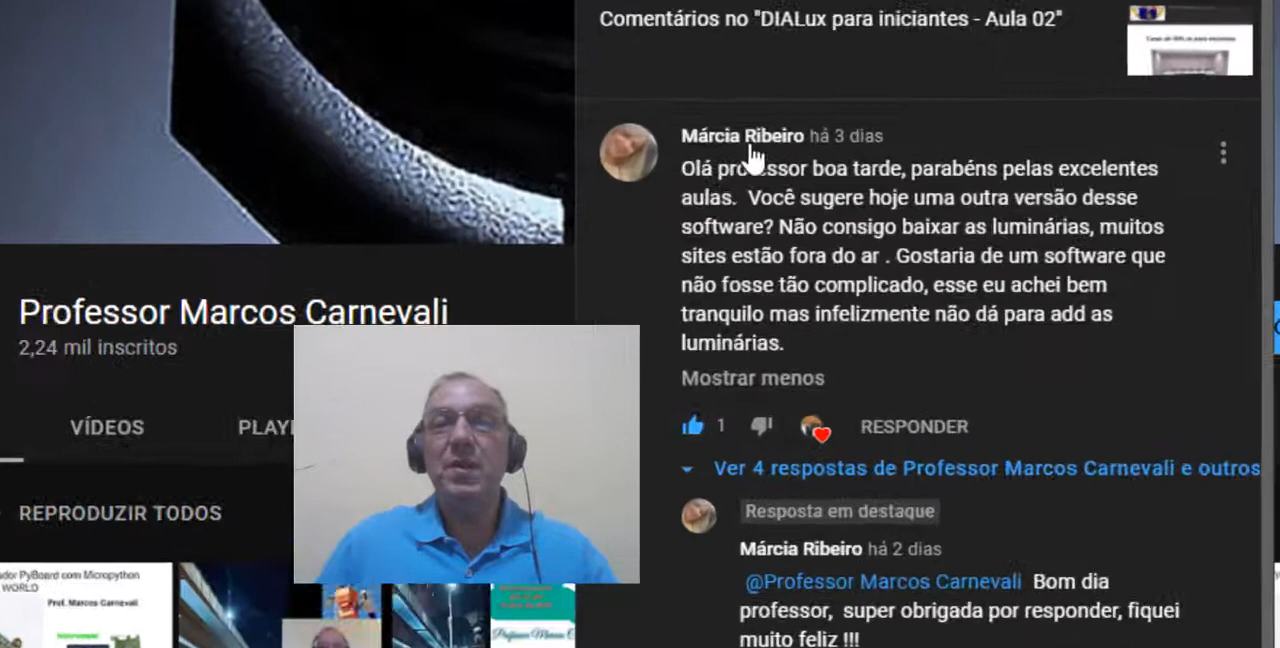 Comentários no "DIALux para iniciantes - Aula 02"
Márcia Ribeiro há 3 dias
Olá professor boa tarde, parabéns pelas excelentes
aulas. Você sugere hoje uma outra versão desse
software? Não consigo baixar as luminárias, muitos
sites estão fora do ar . Gostaria de um software que
não fosse tão complicado, esse eu achei bem
tranquilo mas infelizmente não dá para add as
luminárias.
Mostrar menos
1
RESPONDER
Ver 4 respostas de Professor Marcos Carnevali e outros
Resposta em destaque
Márcia Ribeiro há 2 dias
@Professor Marcos Carnevali Bom dia
professor, super obrigada por responder, fiquei
muito feliz !!!
Professor Marcos Carnevali
2,24 mil inscritos
VÍDEOS
REPRODUZIR TODOS
PyBoard com Micropython
WORLD
Prof. Marcos Carnevali